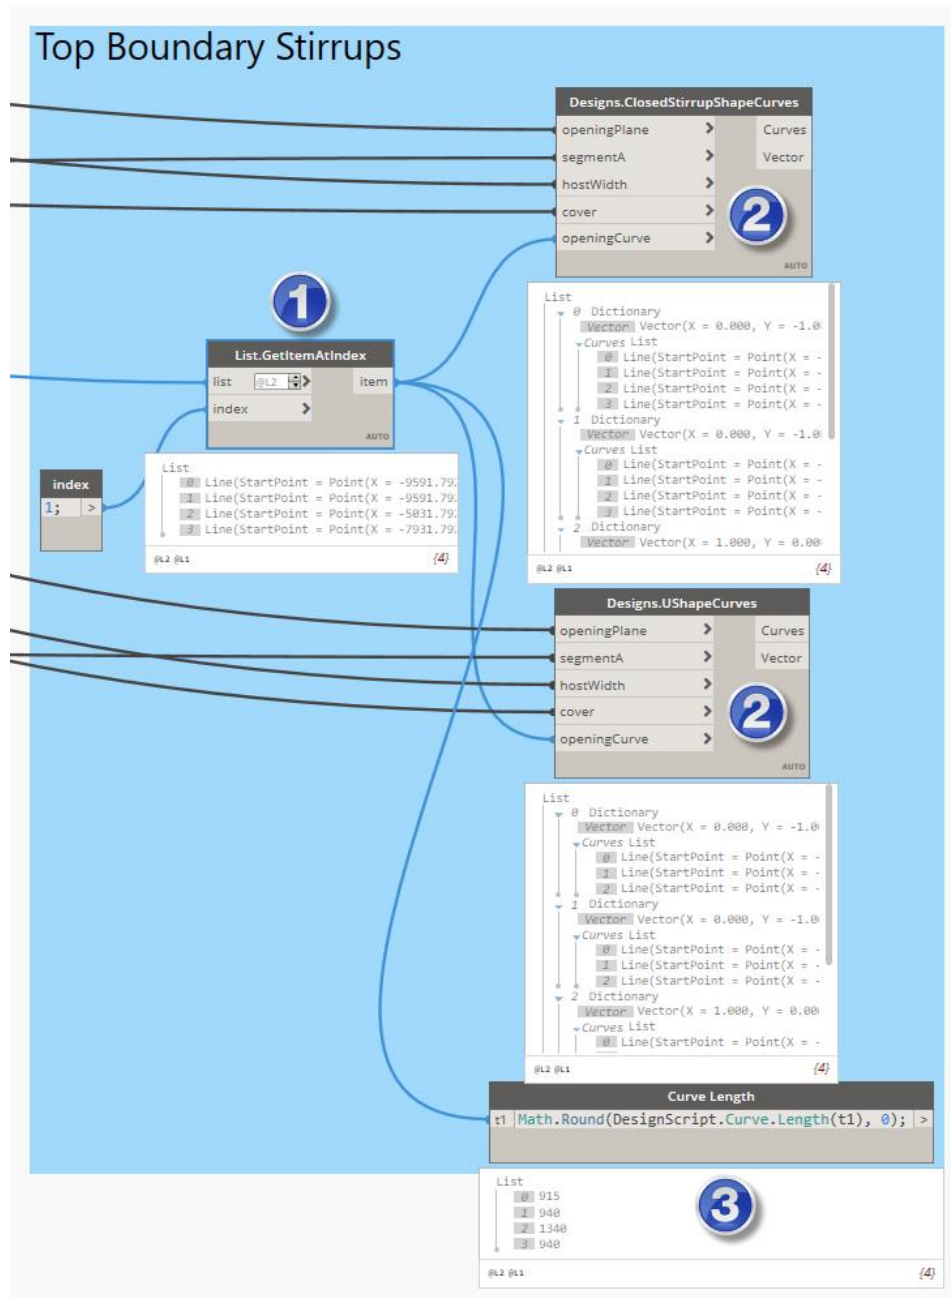 Top Boundary Stirrups
Designs.ClosedStirrupShapeCurves
openingPlane > Curves
segmentA > Vector
hostWidth >
cover >
openingCurve >
AUTO
2
List
0 Dictionary
Vector Vector(X = 0.000, Y = -1.0
Curves List
0 Line(StartPoint = Point(X = -
1 Line(StartPoint = Point(X = -
2 Line(StartPoint = Point(X = -
3 Line(StartPoint = Point(X = -
1 Dictionary
Vector Vector(X = 0.000, Y = -1.0
Curves List
0 Line(StartPoint = Point(X = -
1 Line(StartPoint = Point(X = -
2 Line(StartPoint = Point(X = -
3 Line(StartPoint = Point(X = -
2 Dictionary
Vector Vector(X = 1.000, Y = 0.00
@L2 @L1 {4}
1
List.GetItemAtIndex
list @L2 > item
index >
AUTO
index
1; >
List
0 Line(StartPoint = Point(X = -9591.79
1 Line(StartPoint = Point(X = -9591.79
2 Line(StartPoint = Point(X = -5031.79
3 Line(StartPoint = Point(X = -7931.79
@L2 @L1 {4}
Designs.UShapeCurves
openingPlane > Curves
segmentA > Vector
hostWidth >
cover >
openingCurve >
AUTO
2
List
0 Dictionary
Vector Vector(X = 0.000, Y = -1.0
Curves List
0 Line(StartPoint = Point(X = -
1 Line(StartPoint = Point(X = -
2 Line(StartPoint = Point(X = -
1 Dictionary
Vector Vector(X = 0.000, Y = -1.0
Curves List
0 Line(StartPoint = Point(X = -
1 Line(StartPoint = Point(X = -
2 Line(StartPoint = Point(X = -
2 Dictionary
Vector Vector(X = 1.000, Y = 0.00
Curves List
0 Line(StartPoint = Point(X = -
@L2 @L1 {4}
Curve Length
t1 Math.Round(DesignScript.Curve.Length(t1), 0); >
List
0 915
1 940
2 1340
3 940
3
@L2 @L1 {4}